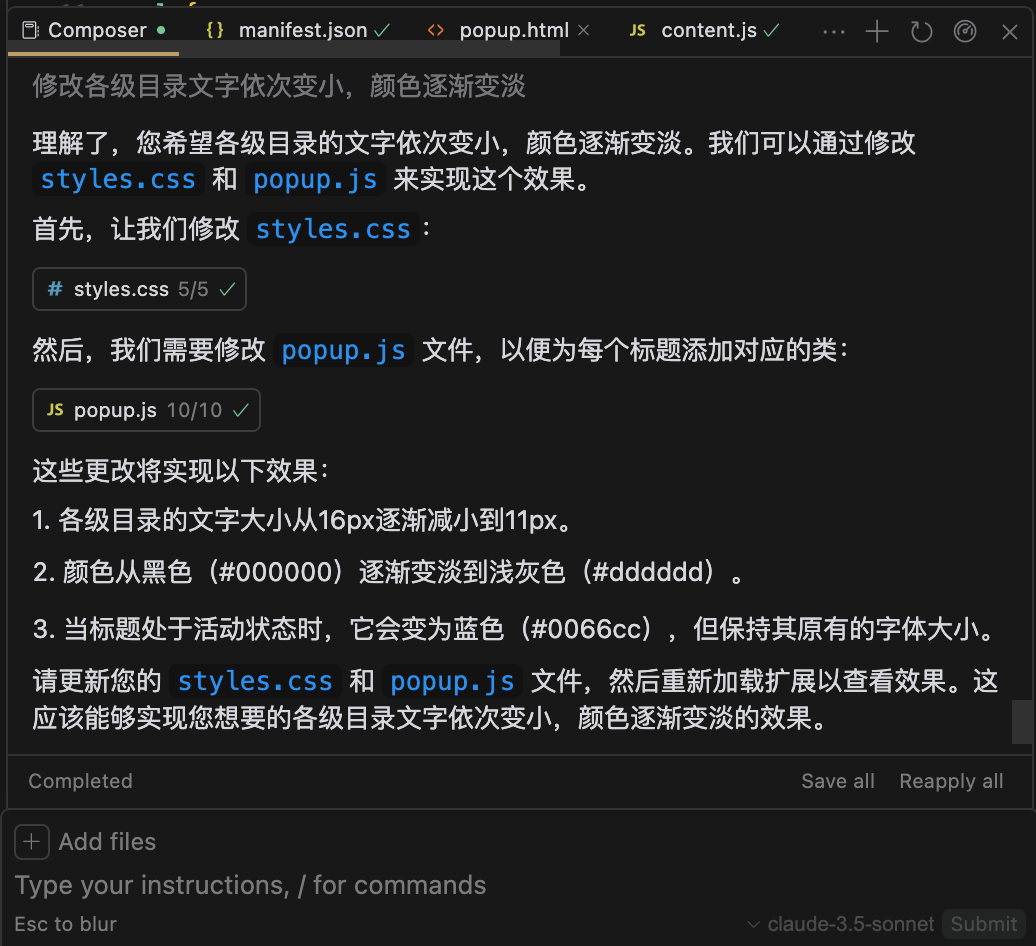 Composer
{} manifest.json
<> popup.html
JS content.js
修改各级目录文字依次变小，颜色逐渐变淡
理解了，您希望各级目录的文字依次变小，颜色逐渐变淡。我们可以通过修改
styles.css 和 popup.js 来实现这个效果。
首先，让我们修改 styles.css：
# styles.css 5/5
然后，我们需要修改 popup.js 文件，以便为每个标题添加对应的类：
JS popup.js 10/10
这些更改将实现以下效果：
1. 各级目录的文字大小从16px逐渐减小到11px。
2. 颜色从黑色（#000000）逐渐变淡到浅灰色（#dddddd）。
3. 当标题处于活动状态时，它会变为蓝色（#0066cc），但保持其原有的字体大小。
请更新您的 styles.css 和 popup.js 文件，然后重新加载扩展以查看效果。这
应该能够实现您想要的各级目录文字依次变小，颜色逐渐变淡的效果。
Completed
Save all
Reapply all
Add files
Type your instructions, / for commands
Esc to blur
claude-3.5-sonnet
Submit